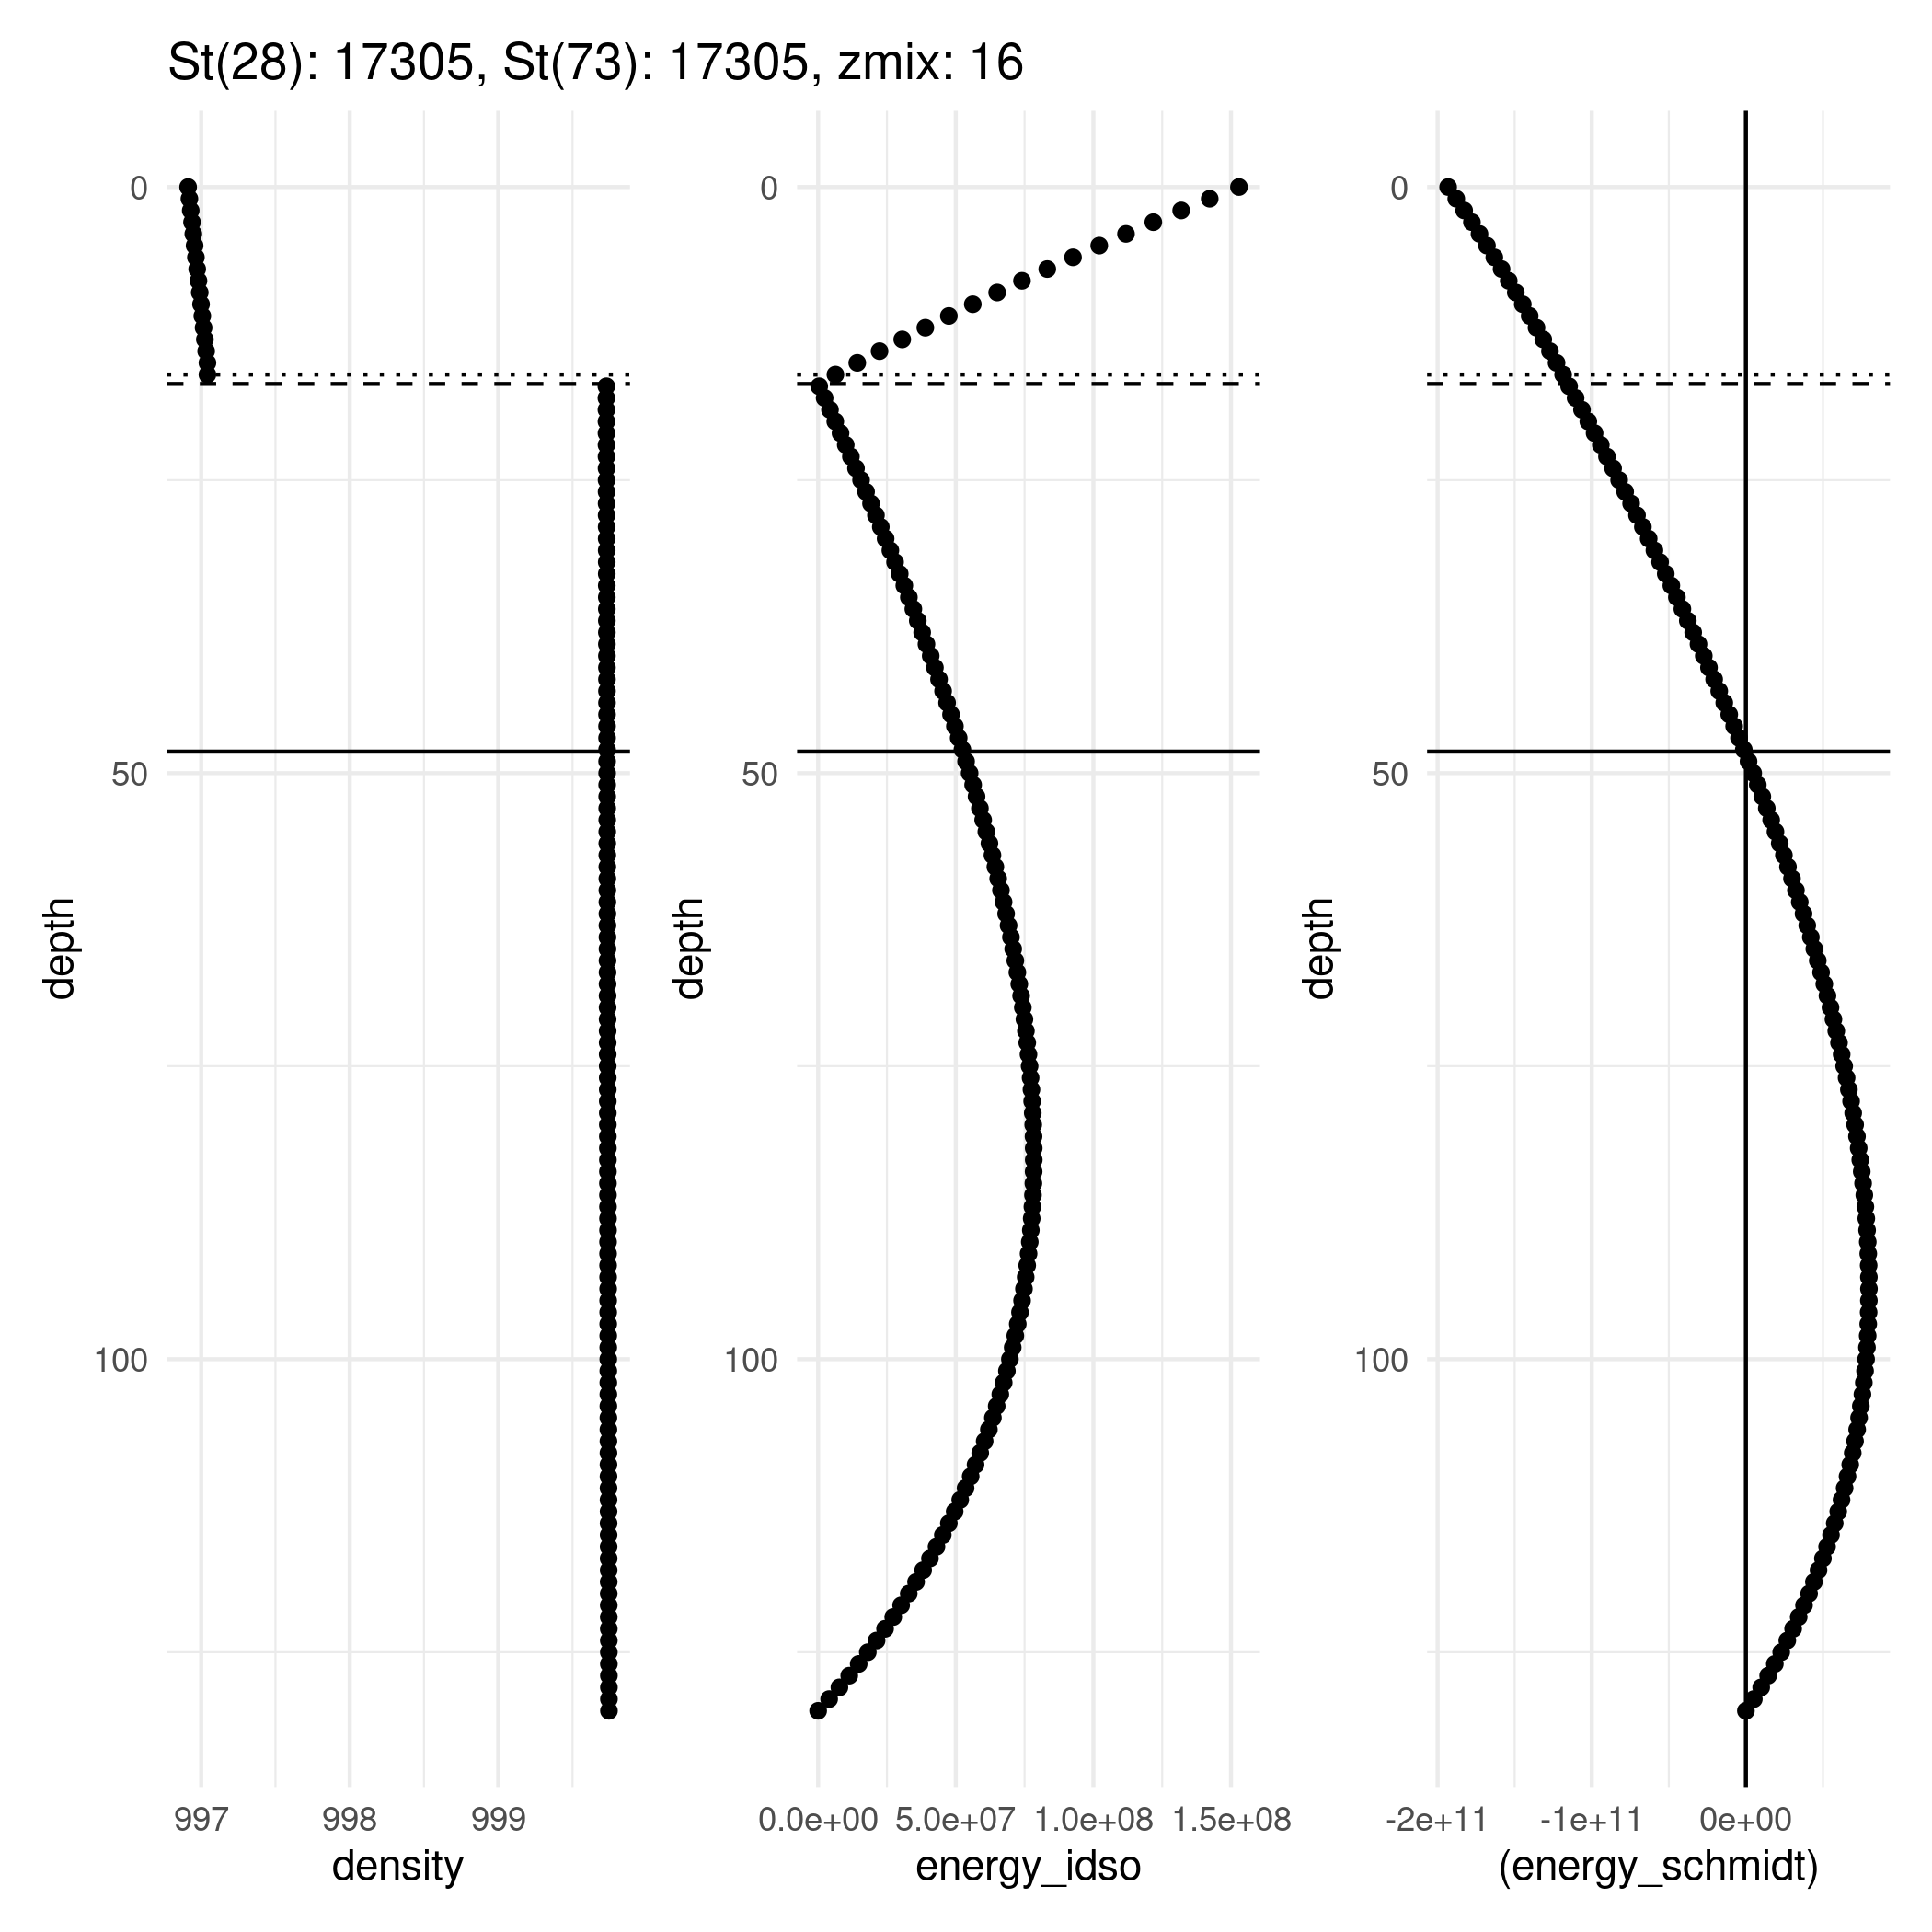 St(28): 17305, St(73): 17305, zmix: 16
0
50
100
depth
997
998
999
density
0
50
100
depth
0.0e+00
5.0e+07
1.0e+08
1.5e+08
energy_idso
0
50
100
depth
-2e+11
-1e+11
0e+00
(energy_schmidt)